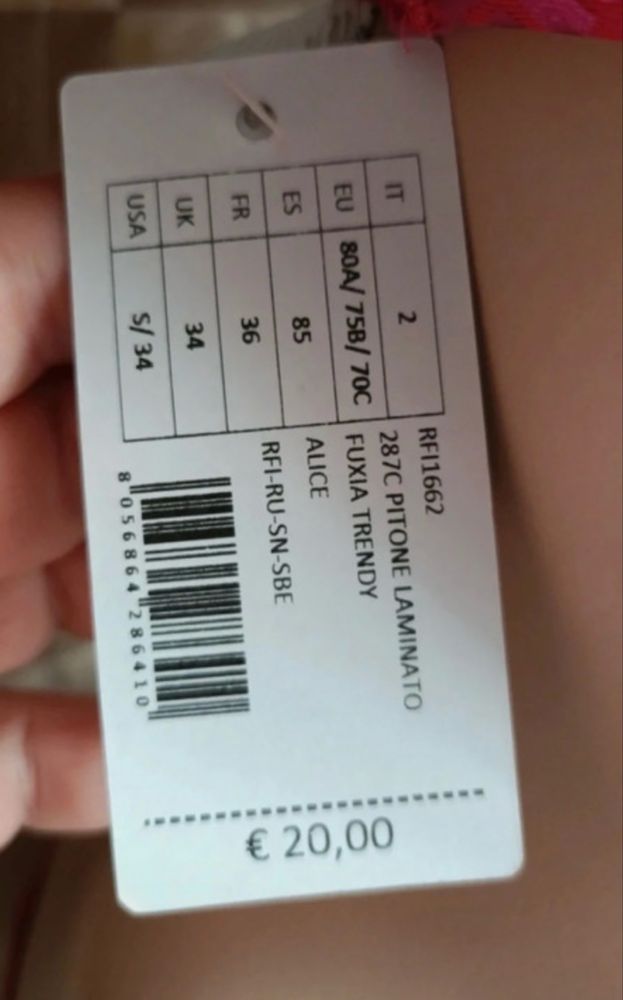 IT 2
EU 80A/ 75B/ 70C
ES 85
FR 36
UK 34
USA S/ 34
RFI1662
287C PITONE LAMINATO
FUXIA TRENDY
ALICE
RFI-RU-SN-SBE
8 056864 286410
€ 20,00